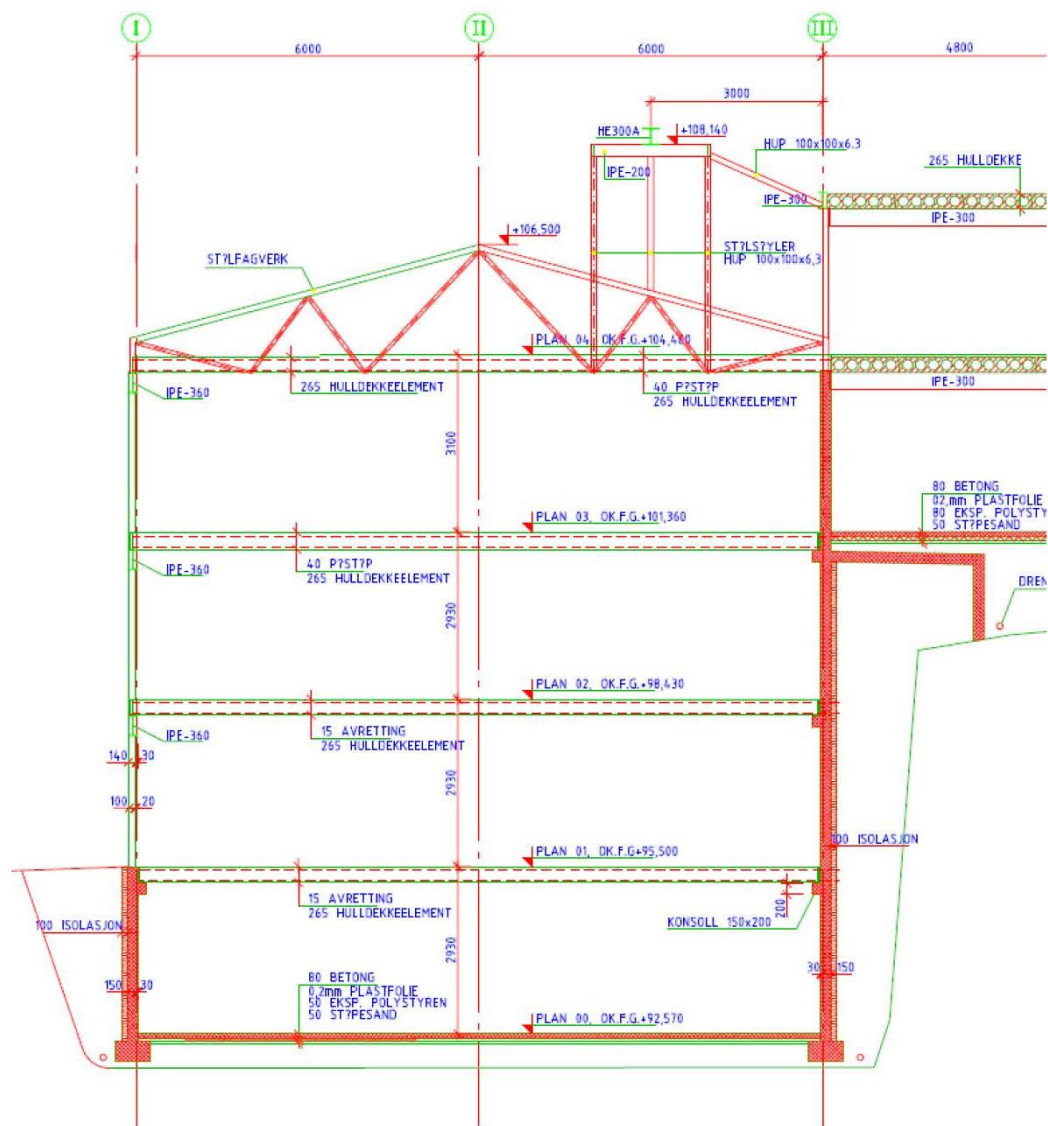 I
II
III
6000
6000
4800
3000
HE300A
+108,140
HUP 100x100x6.3
265 HULLDEKKE
IPE-200
IPE-300
IPE-300
+106,500
ST?LFAGVERK
ST?LS?YLER
HUP 100x100x6,3
PLAN 04, OK.F.G.+104,460
265 HULLDEKKEELEMENT
40 P?ST?P
265 HULLDEKKEELEMENT
IPE-360
IPE-300
3100
80 BETONG
02,mm PLASTFOLIE
80 EKSP. POLYSTY
50 ST?PESAND
PLAN 03, OK.F.G.+101,360
40 P?ST?P
265 HULLDEKKEELEMENT
IPE-360
DREN
2930
PLAN 02, OK.F.G.+98,430
15 AVRETTING
265 HULLDEKKEELEMENT
IPE-360
140
30
2930
100
20
100 ISOLASJON
PLAN 01, OK.F.G+95,500
15 AVRETTING
265 HULLDEKKEELEMENT
200
KONSOLL 150x200
100 ISOLASJON
2930
150
30
80 BETONG
0,2mm PLASTFOLIE
50 EKSP. POLYSTYREN
50 ST?PESAND
30
150
PLAN 00, OK.F.G.+92,570